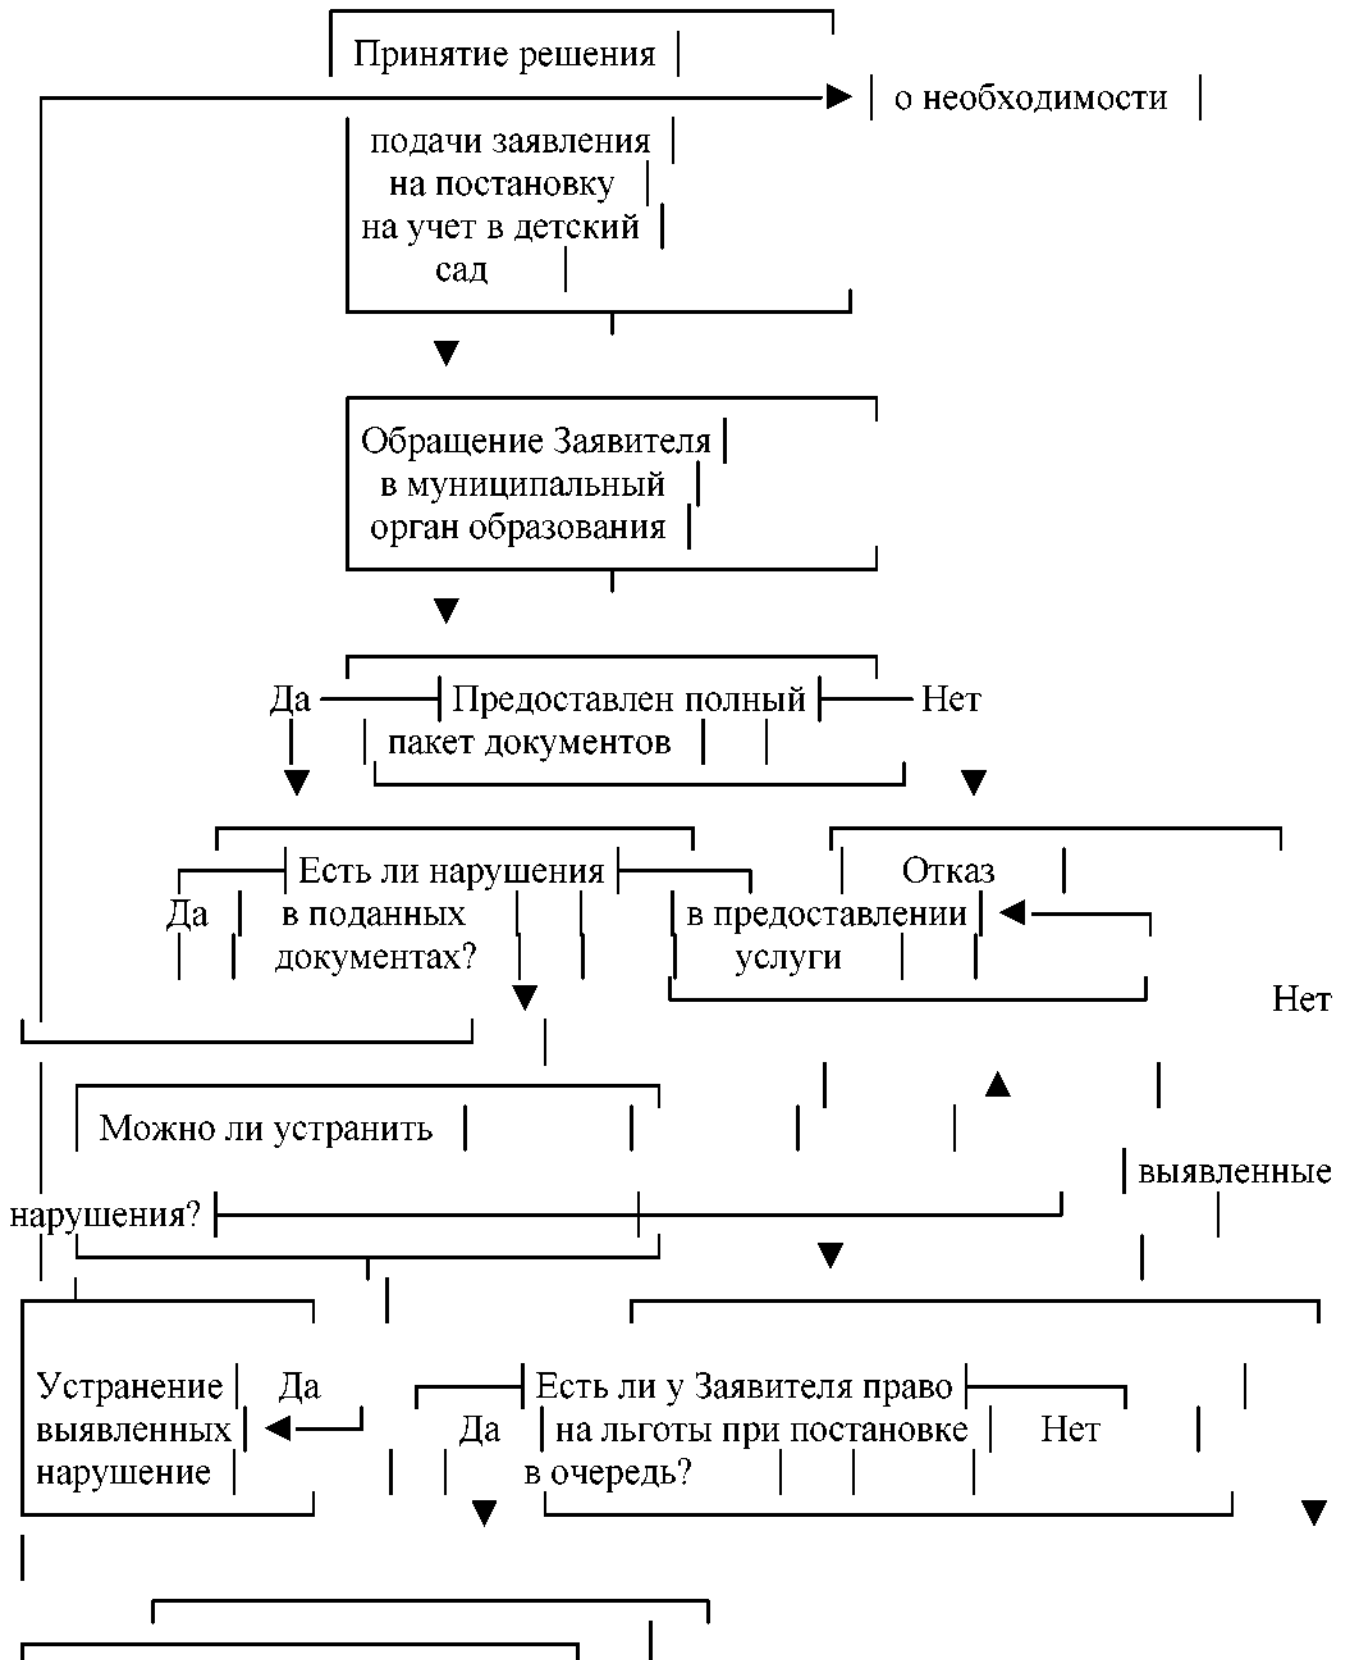 Принятие решения
о необходимости
подачи заявления
на постановку
на учет в детский
сад
Обращение Заявителя
в муниципальный
орган образования
Да Предоставлен полный Нет
пакет документов
Есть ли нарушения Отказ
Да в поданных в предоставлении
документах? услуги
Нет
Можно ли устранить
выявленные
нарушения?
Устранение Да Есть ли у Заявителя право
выявленных Да на льготы при постановке Нет
нарушение в очередь?